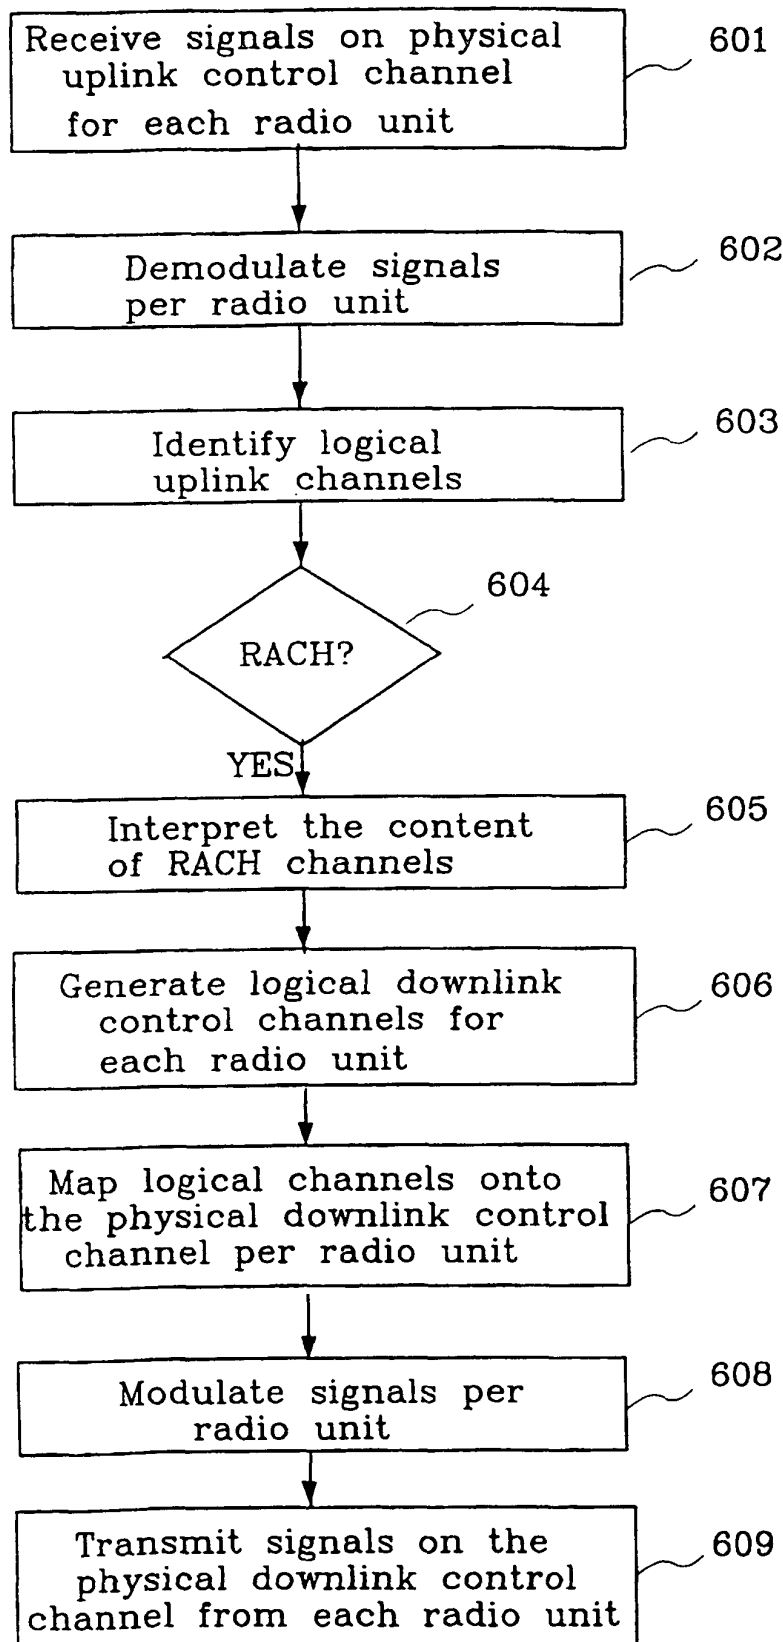 Receive signals on physical
uplink control channel
for each radio unit
601
Demodulate signals
per radio unit
602
Identify logical
uplink channels
603
604
RACH?
YES
Interpret the content
of RACH channels
605
Generate logical downlink
control channels for
each radio unit
606
Map logical channels onto
the physical downlink control
channel per radio unit
607
Modulate signals per
radio unit
608
Transmit signals on the
physical downlink control
channel from each radio unit
609